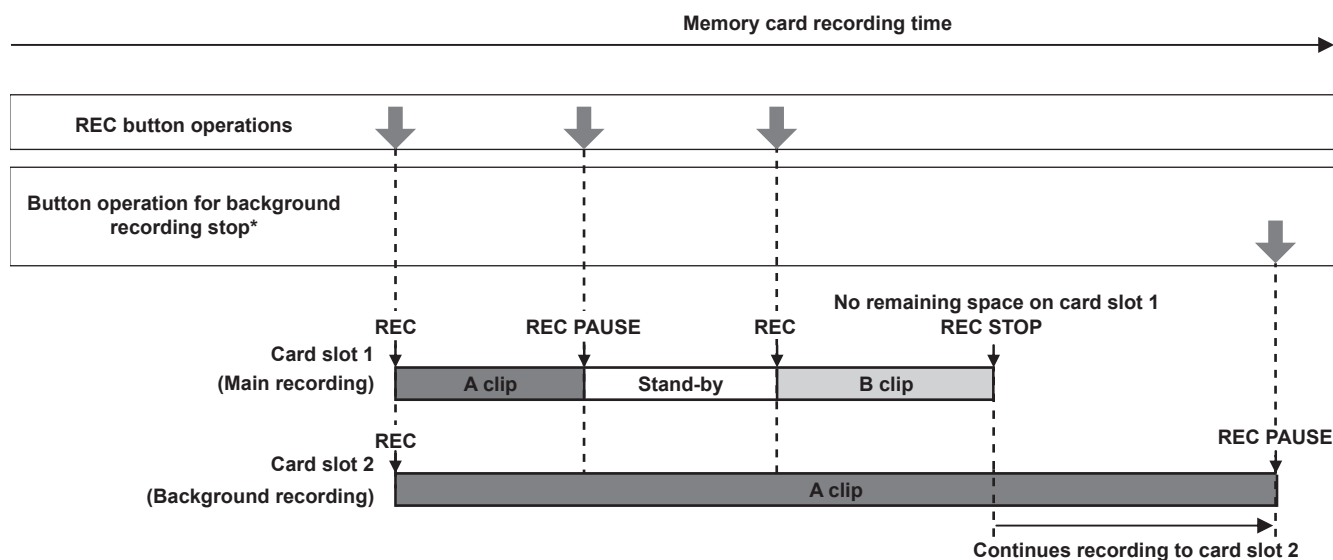 Memory card recording time
REC button operations
Button operation for background
recording stop*
No remaining space on card slot 1
REC
REC PAUSE
REC
REC STOP
Card slot 1
(Main recording)
A clip
Stand-by
B clip
REC
REC PAUSE
Card slot 2
(Background recording)
A clip
Continues recording to card slot 2